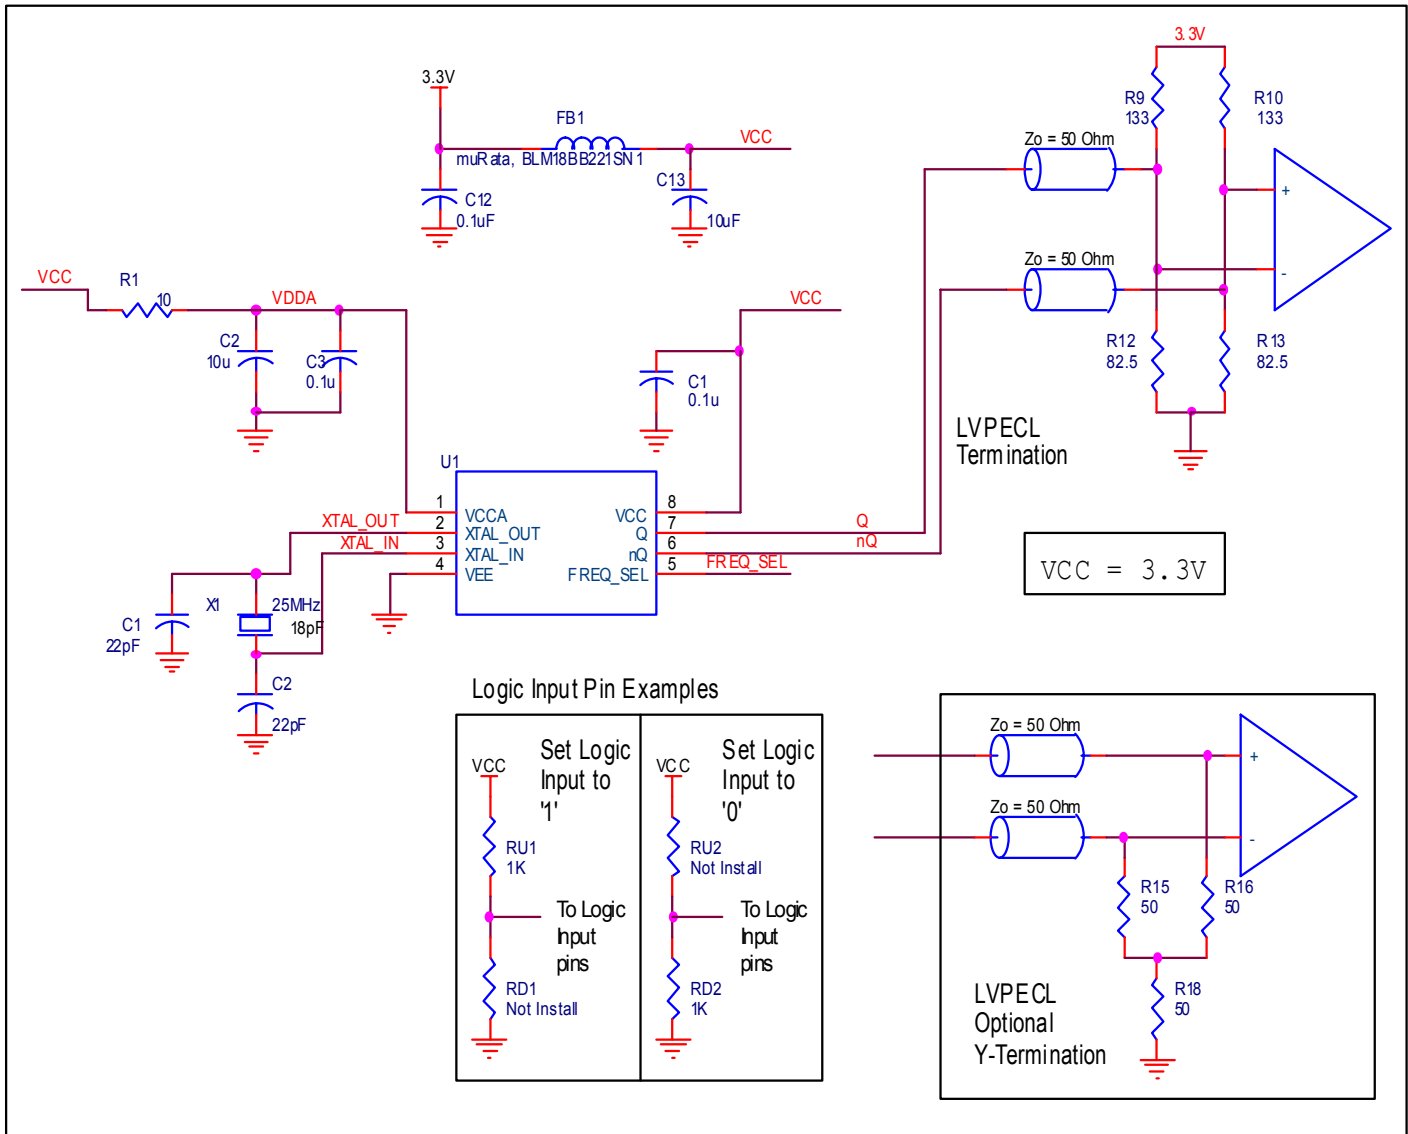 3.3V
3.3V
FB1
VCC
muRata, BLM18BB221SN1
C12
0.1uF
C13
10uF
R9
133
R10
133
Zo = 50 Ohm
+
Zo = 50 Ohm
-
R12
82.5
R13
82.5
LVPECL
Termination
VCC
R1
10
VDDA
C2
10u
C3
0.1u
VCC
C1
0.1u
U1
1
VCCA
2
XTAL_OUT
3
XTAL_IN
4
VEE
8
VCC
7
Q
6
nQ
5
FREQ_SEL
XTAL_OUT
XTAL_IN
Q
nQ
FREQ_SEL
VCC = 3.3V
X1
25MHz
18pF
C1
22pF
C2
22pF
Logic Input Pin Examples
VCC
Set Logic
Input to
'1'
RU1
1K
To Logic
Input
pins
RD1
Not Install
VCC
Set Logic
Input to
'0'
RU2
Not Install
To Logic
Input
pins
RD2
1K
Zo = 50 Ohm
+
Zo = 50 Ohm
-
R15
50
R16
50
R18
50
LVPECL
Optional
Y-Termination